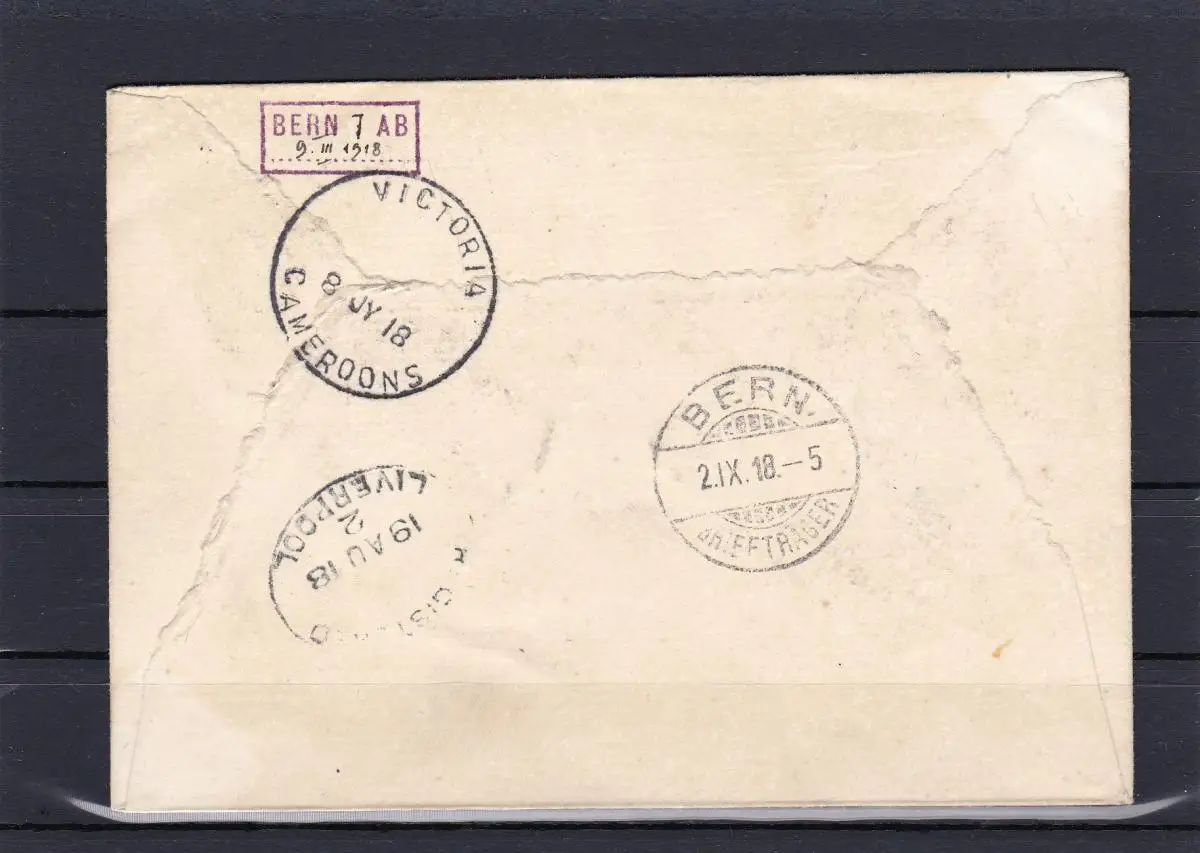 BERN 7 AB
9. III 1918
VICTORIA
8 JY 18
CAMEROONS
BERN.
2.IX.18.–5
BRIEFTRÄGER
LIVERPOOL
2
19 AU 18